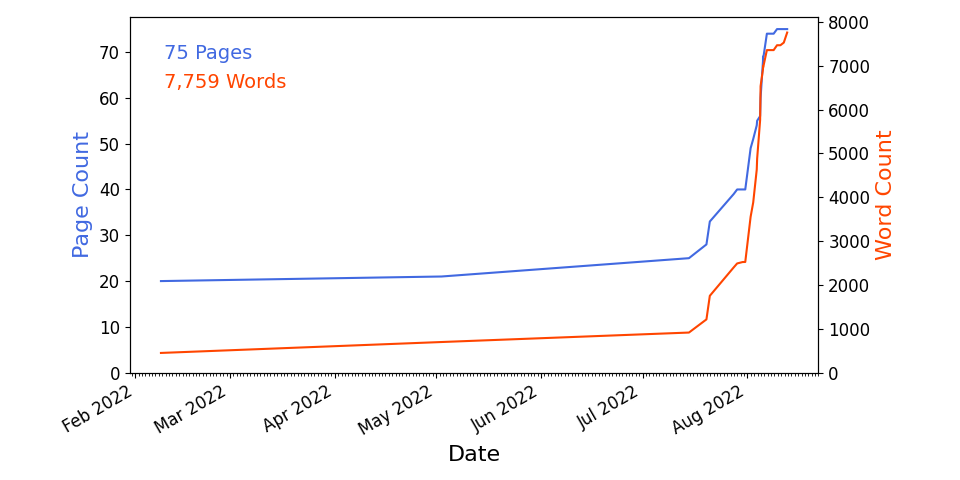 75 Pages
7,759 Words
Page Count
70
60
50
40
30
20
10
0
8000
7000
6000
5000
4000
3000
2000
1000
0
Word Count
Feb 2022
Mar 2022
Apr 2022
May 2022
Jun 2022
Jul 2022
Aug 2022
Date